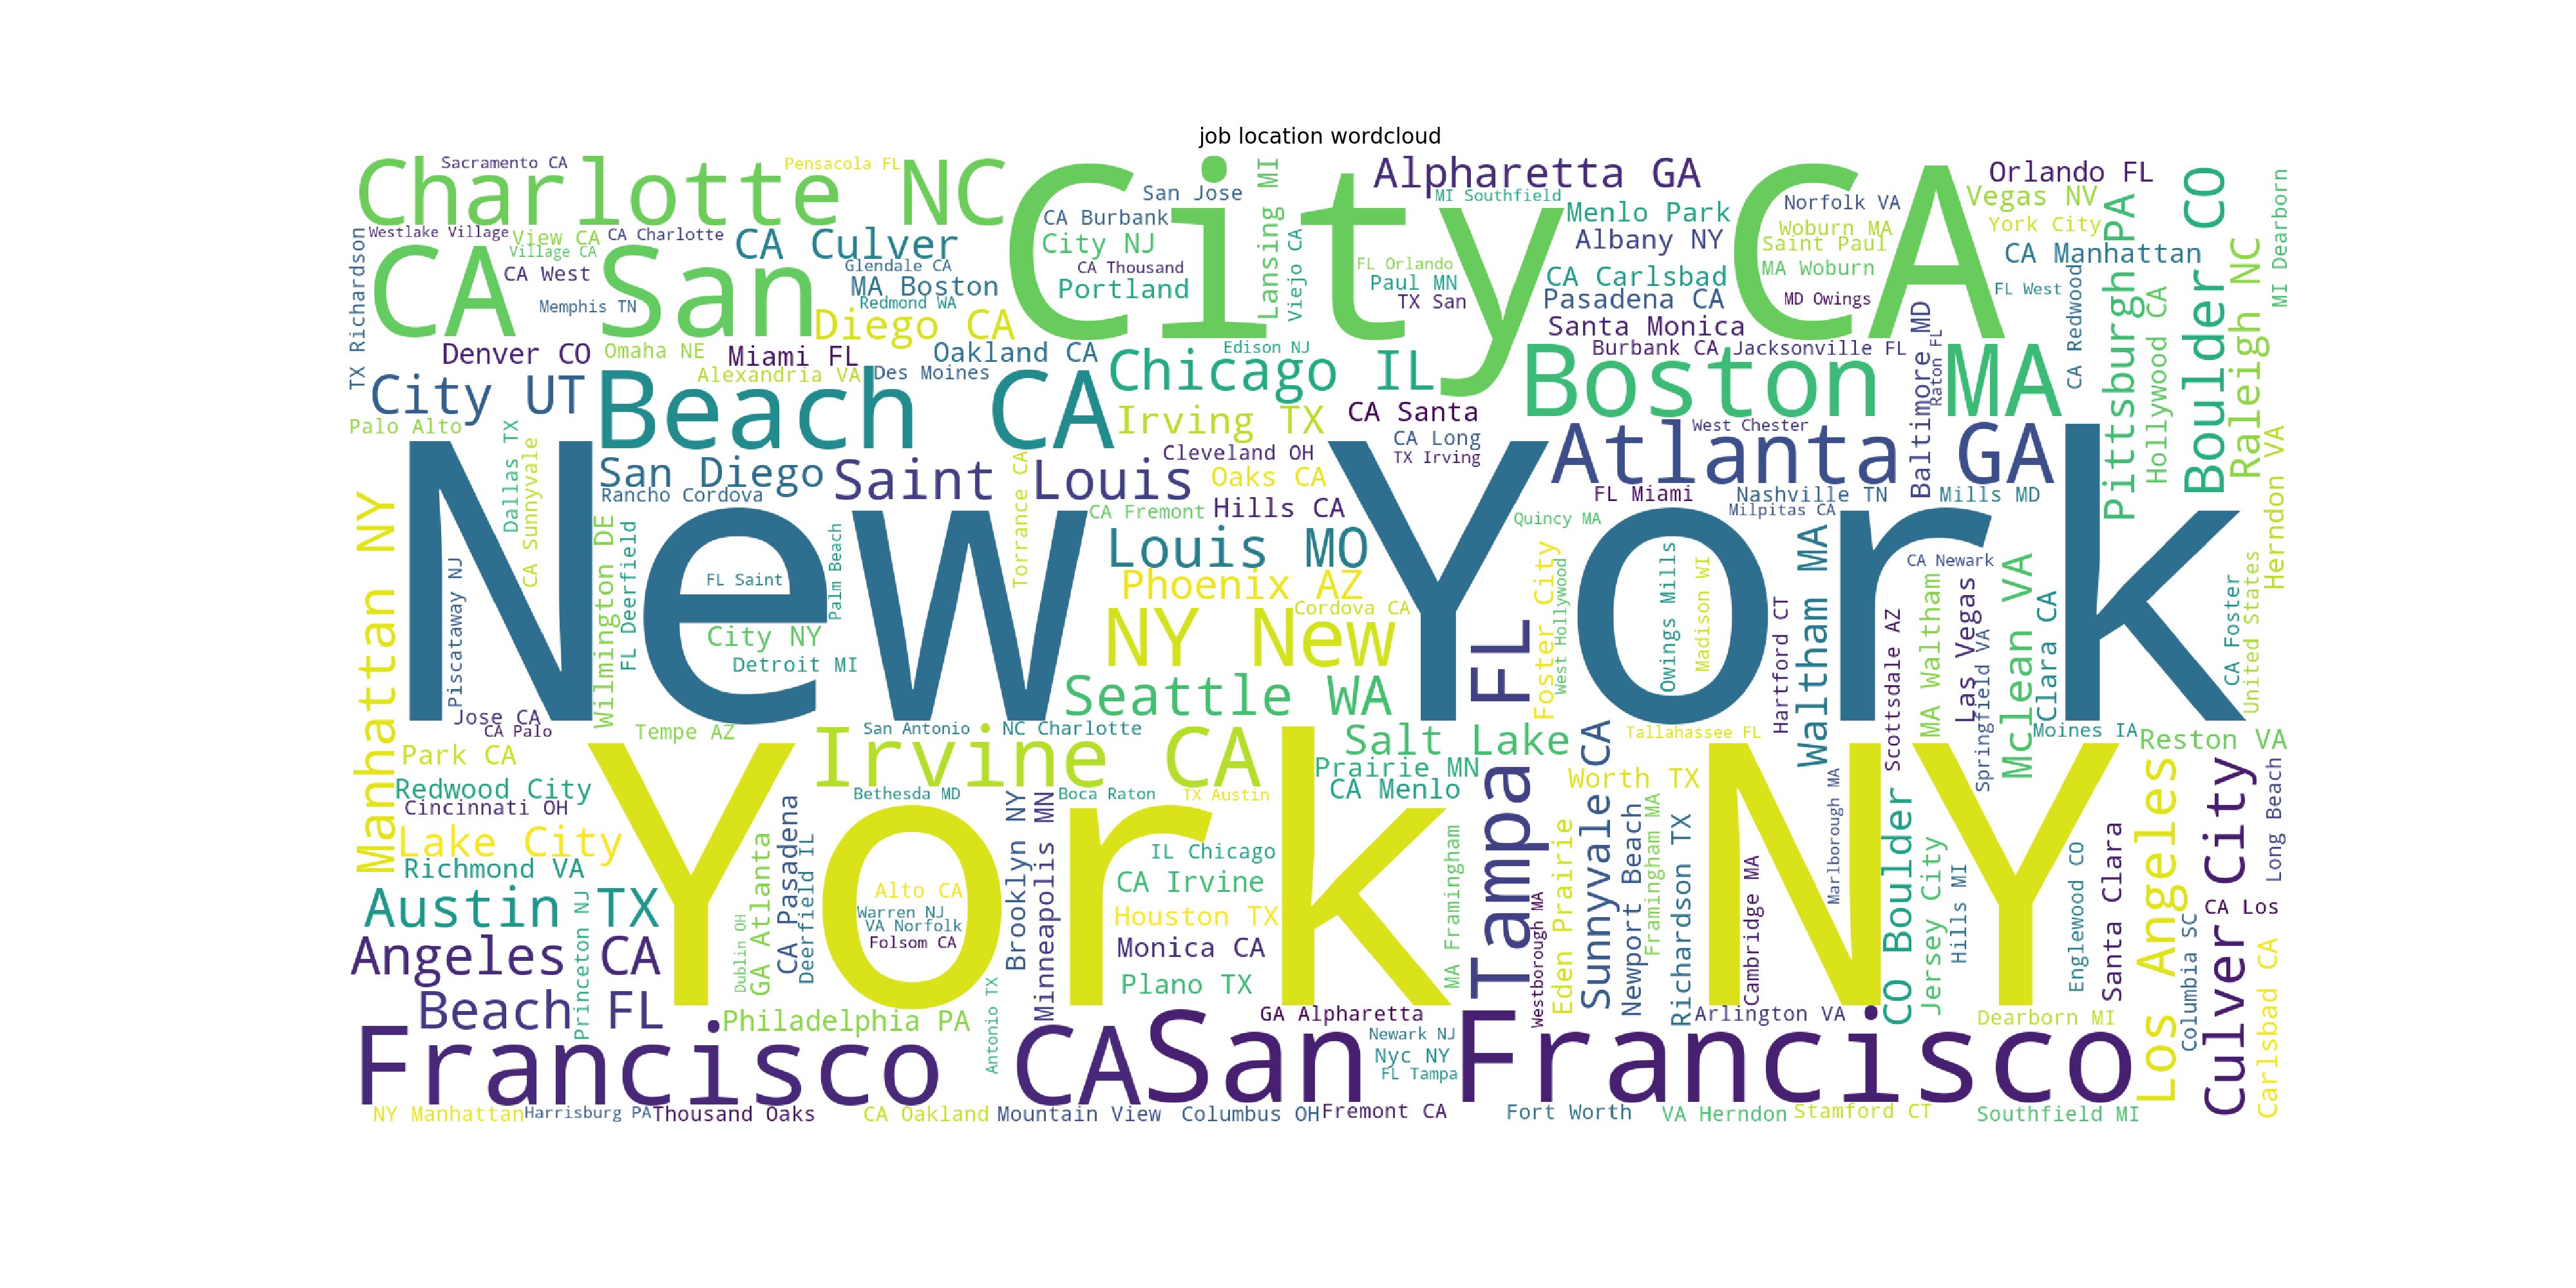 job location wordcloud
Charlotte NC
Sacramento CA
Pensacola FL
City CA
San Jose
Lansing MI
Alpharetta GA
MI Southfield
Menlo Park
Norfolk VA
Orlando FL
Vegas NV
York City
Boulder CO
Pittsburgh PA
MI Dearborn
Westlake Village
View CA
Village CA
CA Charlotte
CA Culver
CA Burbank
City NJ
CA Thousand
Portland
Viejo CA
FL Orlando
Paul MN
TX San
Albany NY
Woburn MA
Saint Paul
MA Woburn
MD Owings
CA Manhattan
FL West
CA Redwood
Hollywood CA
Raleigh NC
TX Richardson
CA San
CA West
Memphis TN
Glendale CA
MA Boston
Redmond WA
Diego CA
CA Carlsbad
Pasadena CA
Santa Monica
Burbank CA
Jacksonville FL
Baltimore MD
Raton FL
Denver CO
Omaha NE
Miami FL
Oakland CA
Edison NJ
Alexandria VA
Des Moines
Chicago IL
Boston MA
City UT
Beach CA
Irving TX
CA Santa
CA Long
TX Irving
West Chester
Atlanta GA
Palo Alto
Dallas TX
CA Sunnyvale
San Diego
Rancho Cordova
Saint Louis
Cleveland OH
Oaks CA
Torrance CA
CA Fremont
Hills CA
FL Miami
Nashville TN
Milpitas CA
Mills MD
Herndon VA
Manhattan NY
New York
Piscataway NJ
Wilmington DE
FL Deerfield
FL Saint
Palm Beach
City NY
Detroit MI
Louis MO
Phoenix AZ
Cordova CA
NY New
Seattle WA
Quincy MA
Foster City
West Hollywood
Owings Mills
Madison WI
Hartford CT
Waltham MA
Scottsdale AZ
MA Waltham
CA Newark
Las Vegas
Springfield VA
Mclean VA
Clara CA
CA Foster
United States
Jose CA
CA Palo
Tempe AZ
San Antonio
NC Charlotte
Irvine CA
Tampa FL
Salt Lake
Tallahassee FL
Moines IA
Reston VA
Park CA
Redwood City
Cincinnati OH
Bethesda MD
Boca Raton
TX Austin
Prairie MN
CA Menlo
Worth TX
Sunnyvale CA
Lake City
Richmond VA
York NY
Austin TX
Angeles CA
Beach FL
Princeton NJ
Dublin OH
GA Atlanta
CA Pasadena
Deerfield IL
Alto CA
Warren NJ
VA Norfolk
Folsom CA
Brooklyn NY
Minneapolis MN
IL Chicago
CA Irvine
Houston TX
Monica CA
Plano TX
MA Framingham
Westborough MA
Eden Prairie
Newport Beach
Framingham MA
Richardson TX
Cambridge MA
Marlborough MA
CO Boulder
Jersey City
Hills MI
Englewood CO
Santa Clara
Los Angeles
Columbia SC
Culver City
Long Beach
CA Los
Carlsbad CA
Philadelphia PA
Antonio TX
GA Alpharetta
Newark NJ
Nyc NY
FL Tampa
Arlington VA
Dearborn MI
Francisco CA
San Francisco
NY Manhattan
Harrisburg PA
Thousand Oaks
CA Oakland
Mountain View
Columbus OH
Fremont CA
Fort Worth
VA Herndon
Stamford CT
Southfield MI